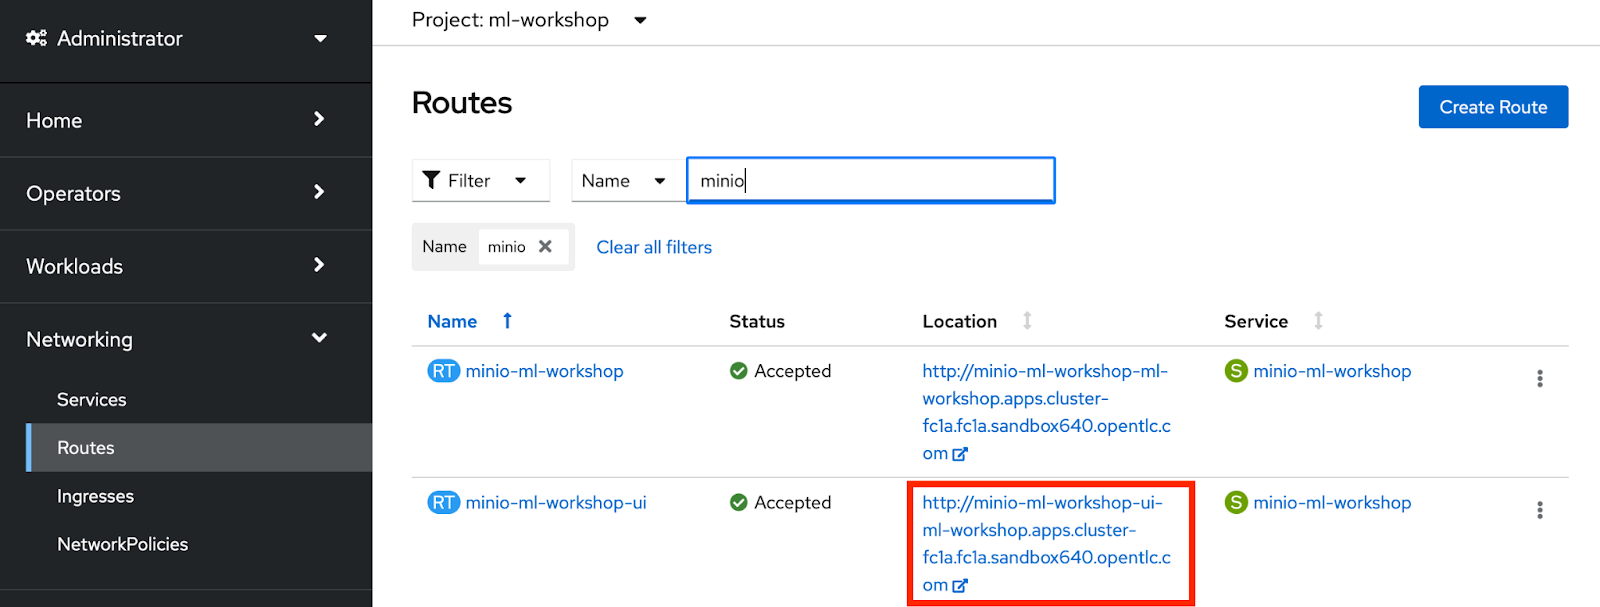 Administrator
Home
Operators
Workloads
Networking
Services
Routes
Ingresses
NetworkPolicies
Project: ml-workshop
Routes
Create Route
Filter
Name
minio
Name minio
Clear all filters
Name Status Location Service
RT minio-ml-workshop
Accepted
http://minio-ml-workshop-ml-
workshop.apps.cluster-
fc1a.fc1a.sandbox640.opentlc.c
om
S minio-ml-workshop
RT minio-ml-workshop-ui
Accepted
http://minio-ml-workshop-ui-
ml-workshop.apps.cluster-
fc1a.fc1a.sandbox640.opentlc.c
om
S minio-ml-workshop